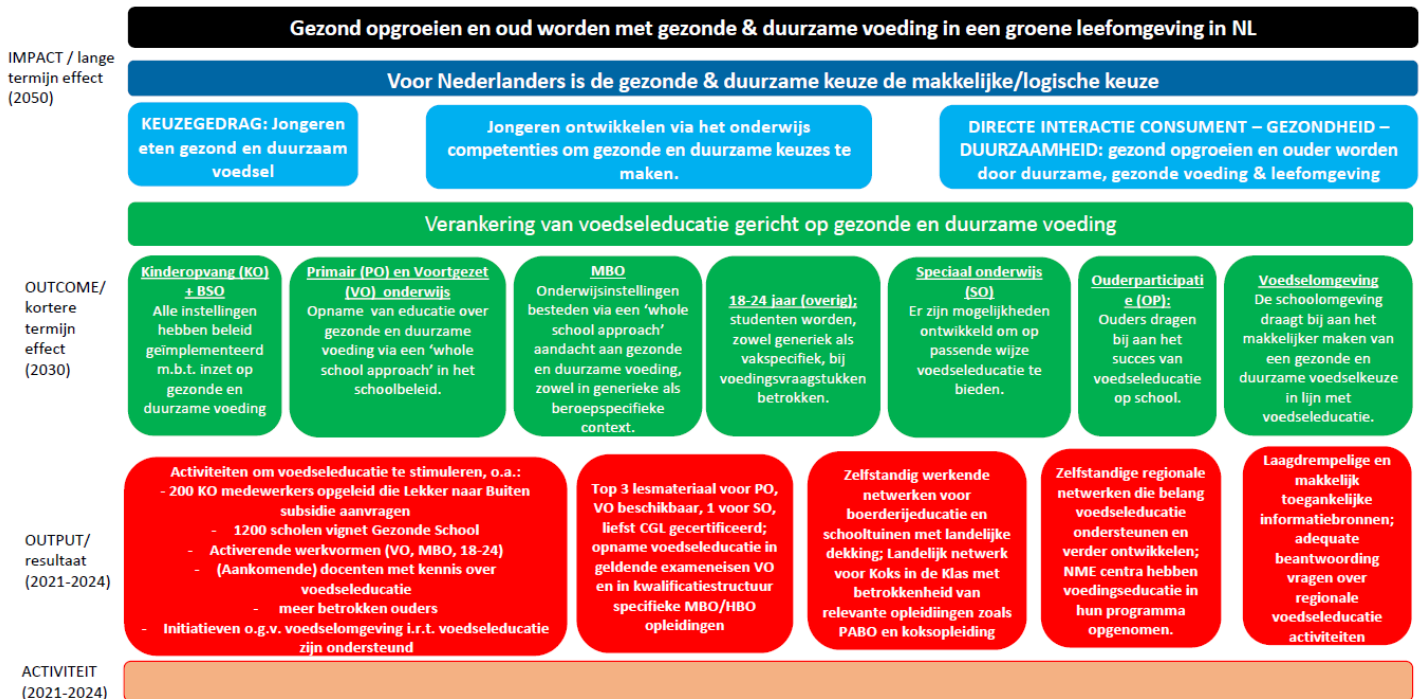 Gezond opgroeien en oud worden met gezonde & duurzame voeding in een groene leefomgeving in NL
IMPACT / lange
termijn effect
(2050)
Voor Nederlanders is de gezonde & duurzame keuze de makkelijke/logische keuze
KEUZEGEDRAG: Jongeren
eten gezond en duurzaam
voedsel
Jongeren ontwikkelen via het onderwijs
competenties om gezonde en duurzame keuzes te
maken.
DIRECTE INTERACTIE CONSUMENT – GEZONDHEID –
DUURZAAMHEID: gezond opgroeien en ouder worden
door duurzame, gezonde voeding & leefomgeving
Verankering van voedseleducatie gericht op gezonde en duurzame voeding
OUTCOME/
kortere
termijn
effect
(2030)
Kinderopvang (KO)
+ BSO
Alle instellingen
hebben beleid
geïmplementeerd
m.b.t. inzet op
gezonde en
duurzame voeding
Primair (PO) en Voortgezet
(VO) onderwijs
Opname van educatie over
gezonde en duurzame
voeding via een ‘whole
school approach’ in het
schoolbeleid.
MBO
Onderwijsinstellingen
besteden via een ‘whole
school approach’
aandacht aan gezonde
en duurzame voeding,
zowel in generieke als
beroepspecifieke
context.
18-24 jaar (overig);
studenten worden,
zowel generiek als
vakspecifiek, bij
voedingsvraagstukken
betrokken.
Speciaal onderwijs
(SO)
Er zijn mogelijkheden
ontwikkeld om op
passende wijze
voedseleducatie te
bieden.
Ouderparticipati
e (OP):
Ouders dragen
bij aan het
succes van
voedseleducatie
op school.
Voedselomgeving
De schoolomgeving
draagt bij aan het
makkelijker maken van
een gezonde en
duurzame voedselkeuze
in lijn met
voedseleducatie.
OUTPUT/
resultaat
(2021-2024)
Activiteiten om voedseleducatie te stimuleren, o.a.:
- 200 KO medewerkers opgeleid die Lekker naar Buiten
subsidie aanvragen
- 1200 scholen vignet Gezonde School
- Activerende werkvormen (VO, MBO, 18-24)
- (Aankomende) docenten met kennis over
voedseleducatie
- meer betrokken ouders
- Initiatieven o.g.v. voedselomgeving i.r.t. voedseleducatie
zijn ondersteund
Top 3 lesmateriaal voor PO,
VO beschikbaar, 1 voor SO,
liefst CGL gecertificeerd;
opname voedseleducatie in
geldende exameneisen VO
en in kwalificatiestructuur
specifieke MBO/HBO
opleidingen
Zelfstandig werkende
netwerken voor
boerderijeducatie en
schooltuinen met landelijke
dekking; Landelijk netwerk
voor Koks in de Klas met
betrokkenheid van
relevante opleidiingen zoals
PABO en koksopleiding
Zelfstandige regionale
netwerken die belang
voedseleducatie
ondersteunen en
verder ontwikkelen;
NME centra hebben
voedingseducatie in
hun programma
opgenomen.
Laagdrempelige en
makkelijk
toegankelijke
informatiebronnen;
adequate
beantwoording
vragen over
regionale
voedseleducatie
activiteiten
ACTIVITEIT
(2021-2024)